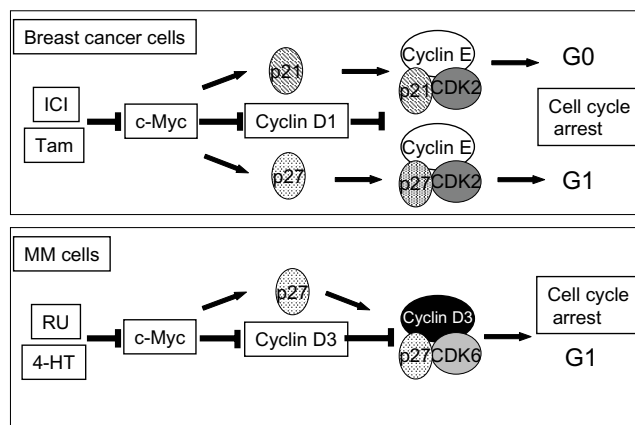 Breast cancer cells
ICI
Tam
c-Myc
p21
Cyclin D1
p27
Cyclin E
p21 CDK2
Cyclin E
p27 CDK2
G0
Cell cycle
arrest
G1
MM cells
RU
4-HT
c-Myc
p27
Cyclin D3
Cyclin D3
p27 CDK6
Cell cycle
arrest
G1